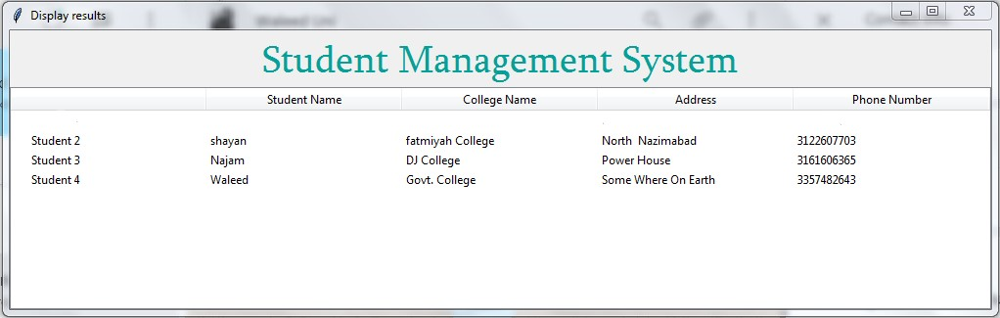 Display results
Student Management System
Student Name College Name Address Phone Number
Student 2 shayan fatmiyah College North Nazimabad 3122607703
Student 3 Najam DJ College Power House 3161606365
Student 4 Waleed Govt. College Some Where On Earth 3357482643